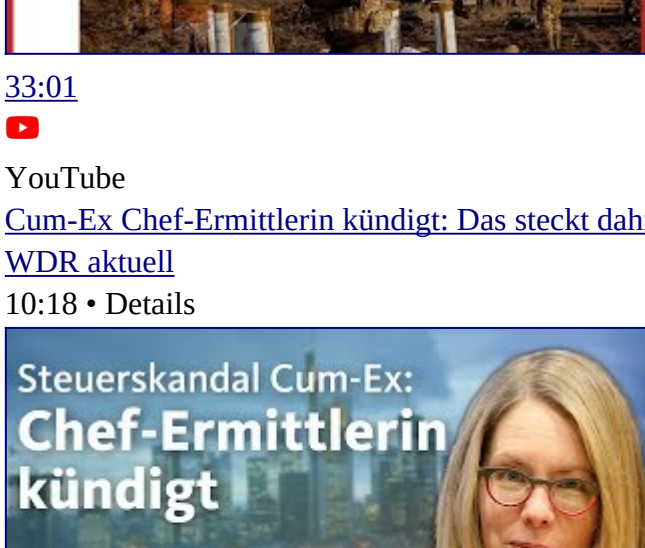 33:01
YouTube
Cum-Ex Chef-Ermittlerin kündigt: Das steckt
WDR aktuell
10:18 • Details
Steuerskandal Cum-Ex:
Chef-Ermittlerin
kündigt